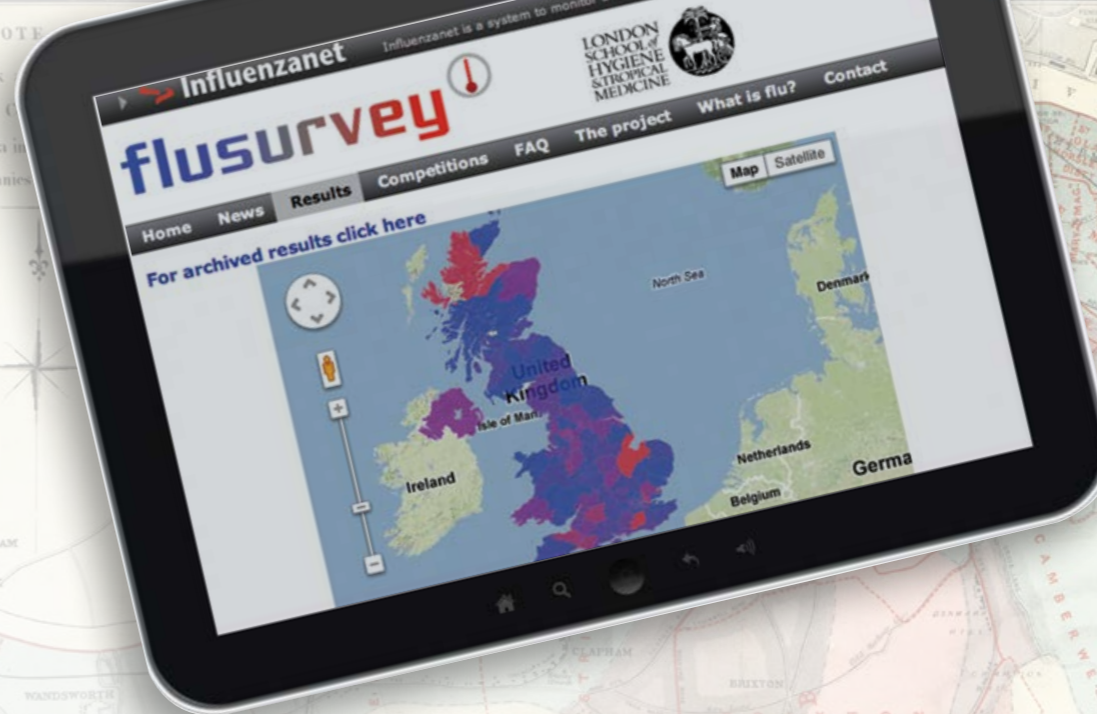 Influenzanet
Influenzanet is a system to monitor
flusurvey
LONDON
SCHOOL of
HYGIENE
& TROPICAL
MEDICINE
Home News Results Competitions FAQ The project What is flu? Contact
For archived results click here
Map Satellite
North Sea
Denmark
United
Kingdom
Isle of Man
Ireland
Netherlands
Belgium
Germa
WANDSWORTH
CLAPHAM
BRIXTON
CAMBERWE